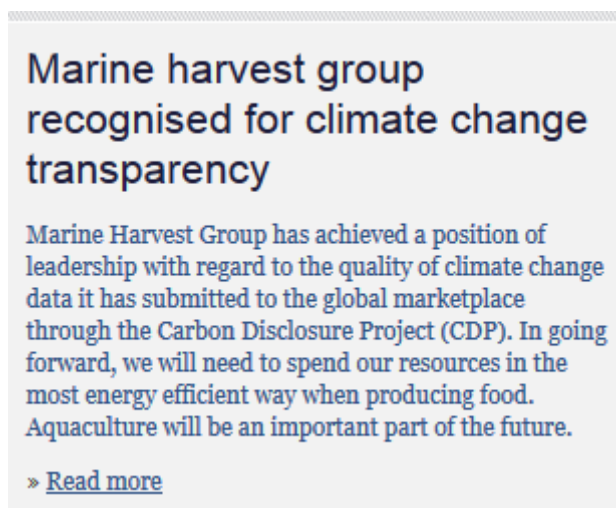 Marine harvest group
recognised for climate change
transparency
Marine Harvest Group has achieved a position of
leadership with regard to the quality of climate change
data it has submitted to the global marketplace
through the Carbon Disclosure Project (CDP). In going
forward, we will need to spend our resources in the
most energy efficient way when producing food.
Aquaculture will be an important part of the future.
» Read more